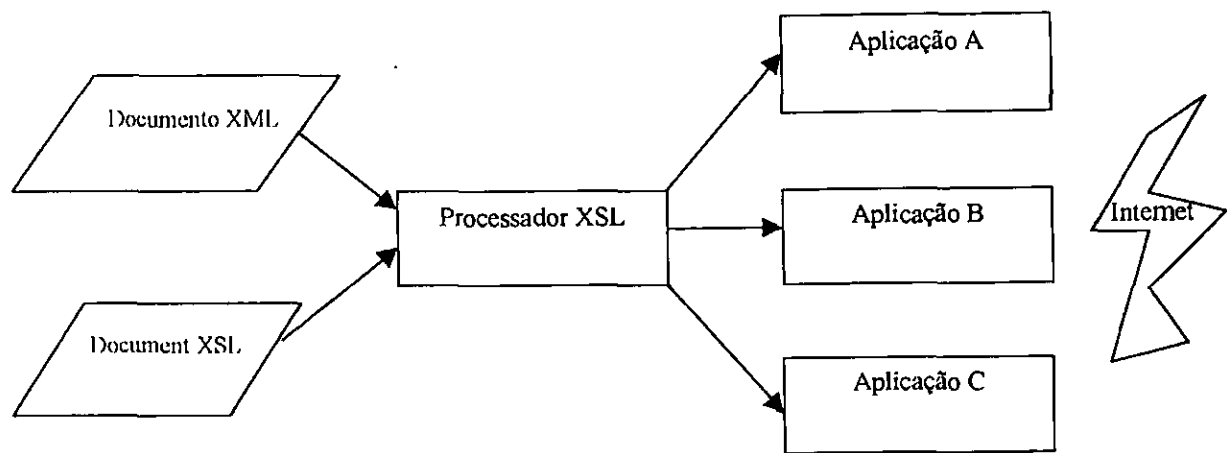 Documento XML
Document XSL
Processador XSL
Aplicação A
Aplicação B
Aplicação C
Internet